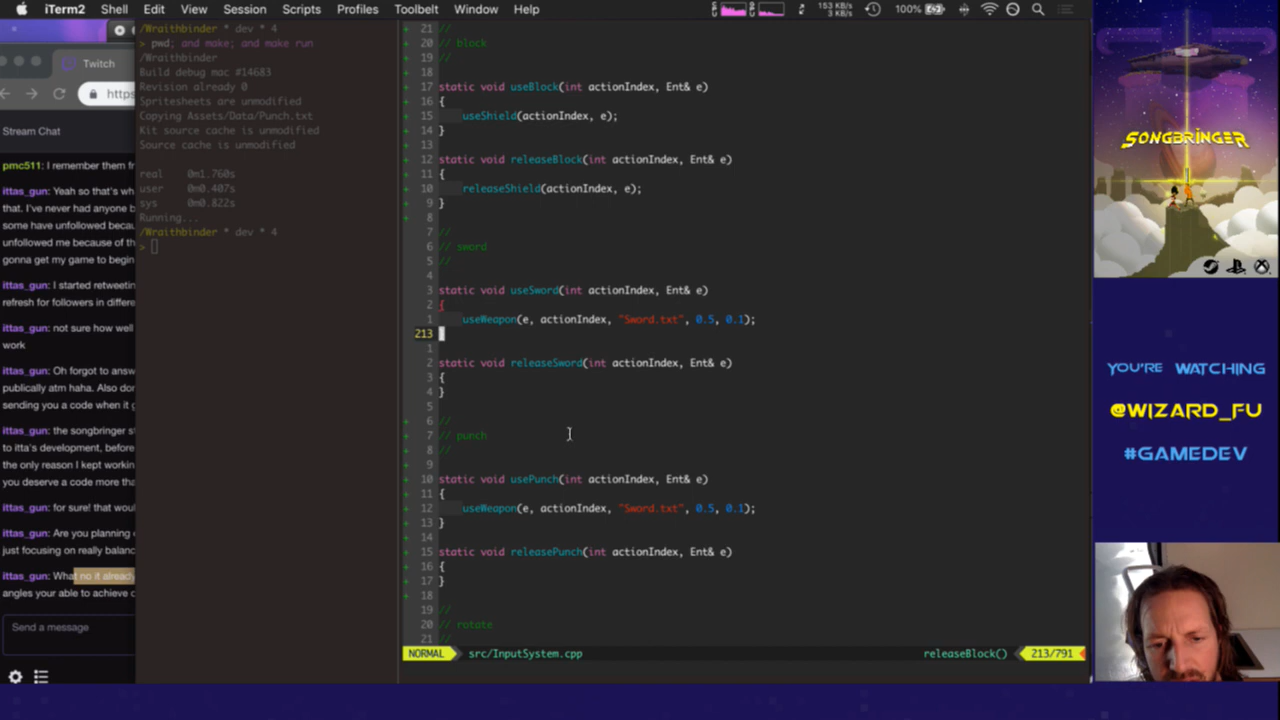 iTerm2 Shell Edit View Session Scripts Profiles Toolbelt Window Help
153 KB/s
3 KB/s
100%
Twitch
https
Stream Chat
pmc511: I remember them fr
ittas_gun: Yeah so that's wh
that. I've never had anyone b
some have unfollowed becau
unfollowed me because of th
gonna get my game to begin
ittas_gun: I started retweetin
refresh for followers in differe
ittas_gun: not sure how well
work
ittas_gun: Oh forgot to answ
publically atm haha. Also don
sending you a code when it g
ittas_gun: the songbringer st
to itta's development, before
the only reason I kept workin
you deserve a code more tha
ittas_gun: for sure! that wou
ittas_gun: Are you planning o
just focusing on really balanc
ittas_gun: What no it already
angles your able to achieve c
Send a message
/Wraithbinder * dev * 4
> pwd; and make; and make run
/Wraithbinder
Build debug mac #14683
Revision already 0
Spritesheets are unmodified
Copying Assets/Data/Punch.txt
Kit source cache is unmodified
Source cache is unmodified
real 0m1.760s
user 0m0.407s
sys 0m0.822s
Running...
/Wraithbinder * dev * 4
>
+ 21 //
+ 20 // block
+ 19 //
+ 18
+ 17 static void useBlock(int actionIndex, Ent& e)
+ 16 {
+ 15 useShield(actionIndex, e);
+ 14 }
+ 13
+ 12 static void releaseBlock(int actionIndex, Ent& e)
+ 11 {
+ 10 releaseShield(actionIndex, e);
+ 9 }
+ 8
+ 7 //
+ 6 // sword
+ 5 //
4
3 static void useSword(int actionIndex, Ent& e)
2 {
1 useWeapon(e, actionIndex, "Sword.txt", 0.5, 0.1);
213
1
2 static void releaseSword(int actionIndex, Ent& e)
3 {
4 }
5
+ 6 //
+ 7 // punch
+ 8 //
+ 9
+ 10 static void usePunch(int actionIndex, Ent& e)
+ 11 {
+ 12 useWeapon(e, actionIndex, "Sword.txt", 0.5, 0.1);
+ 13 }
+ 14
+ 15 static void releasePunch(int actionIndex, Ent& e)
+ 16 {
+ 17 }
+ 18
19 //
20 // rotate
21 //
NORMAL src/InputSystem.cpp releaseBlock() 213/791
SONGBRINGER
YOU'RE WATCHING
@WIZARD_FU
#GAMEDEV